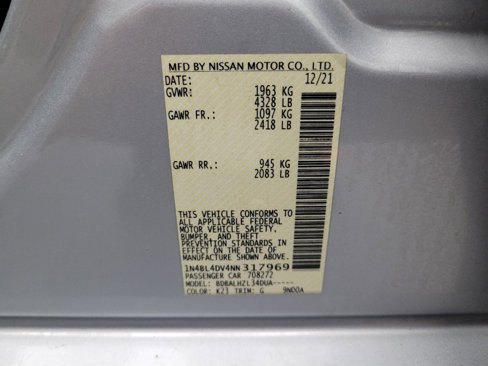 MFD BY NISSAN MOTOR CO., LTD.
DATE: 12/21
GVWR: 1963 KG
4328 LB
GAWR FR.: 1097 KG
2418 LB
GAWR RR.: 945 KG
2083 LB
THIS VEHICLE CONFORMS TO
ALL APPLICABLE FEDERAL
MOTOR VEHICLE SAFETY,
BUMPER, AND THEFT
PREVENTION STANDARDS IN
EFFECT ON THE DATE OF
MANUFACTURE SHOWN ABOVE.
1N4BL4DV4NN317969
PASSENGER CAR 708272
MODEL: BDBALHZL34DUA-----
COLOR: K23 TRIM: G 9N00A